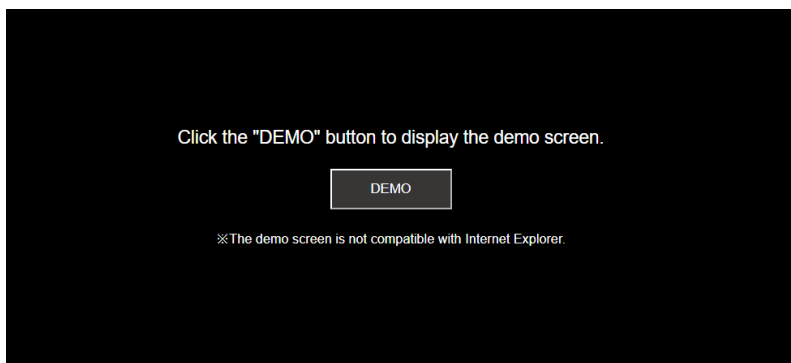 Click the "DEMO" button to display the demo screen.
DEMO
※The demo screen is not compatible with Internet Explorer.